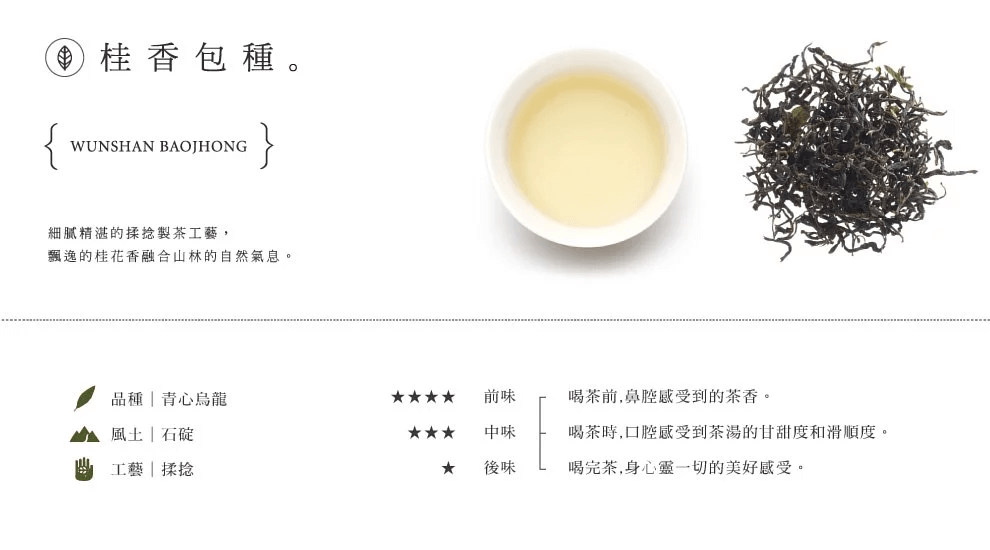 桂香包種。
WUNSHAN BAOJHONG
細膩精湛的揉捻製茶工藝，
飄逸的桂花香融合山林的自然氣息。
品種｜青心烏龍
風土｜石碇
工藝｜揉捻
★★★★ 前味 喝茶前,鼻腔感受到的茶香。
★★★ 中味 喝茶時,口腔感受到茶湯的甘甜度和滑順度。
★ 後味 喝完茶,身心靈一切的美好感受。